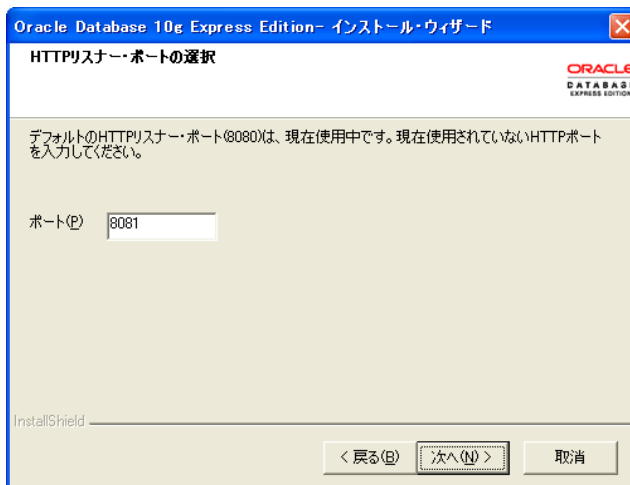 Oracle Database 10g Express Edition- インストール・ウィザード
HTTPリスナー・ポートの選択
ORACLE
DATABASE
EXPRESS EDITION
デフォルトのHTTPリスナー・ポート(8080)は、現在使用中です。現在使用されていないHTTPポート
を入力してください。
ポート(P) 8081
InstallShield
< 戻る(B) 次へ(N) > 取消